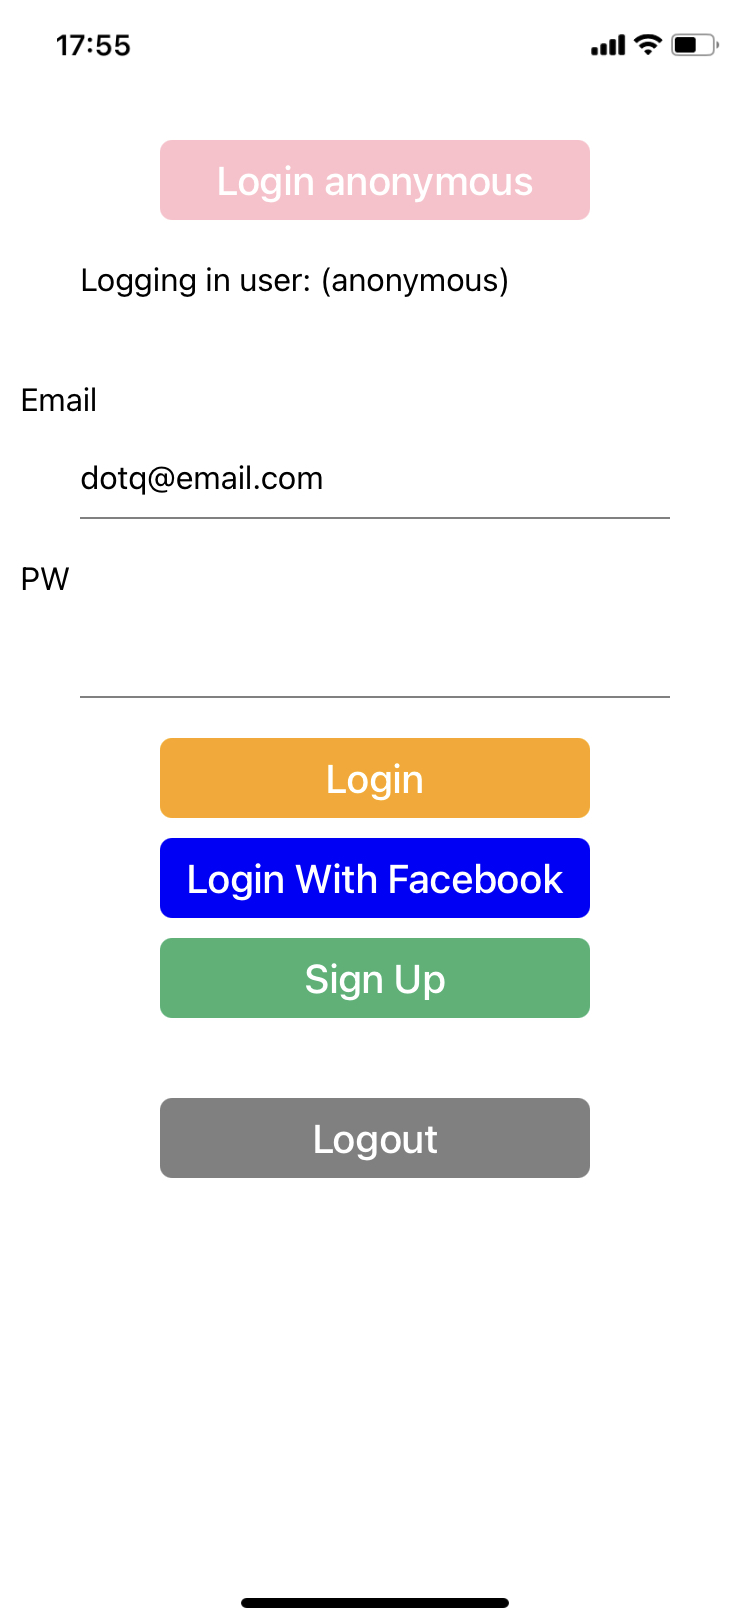 17:55
Login anonymous
Logging in user: (anonymous)
Email
dotq@email.com
PW
Login
Login With Facebook
Sign Up
Logout